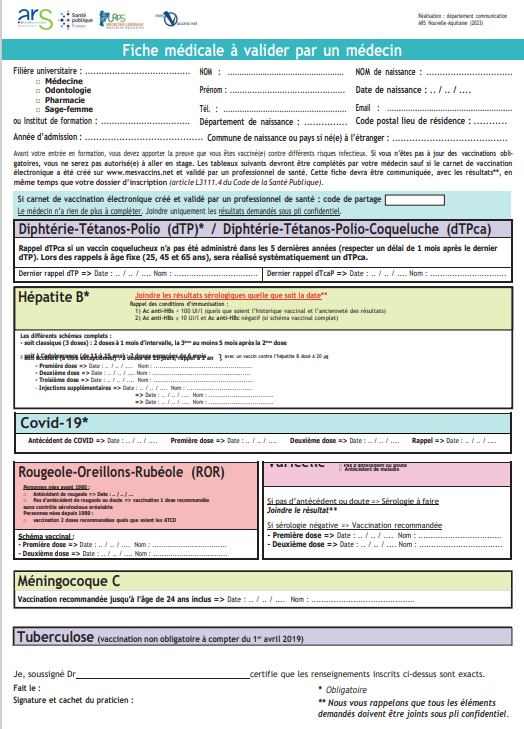 ars
Santé
publique
France
URPS
mesvaccins.net
Réalisation : département communication
ARS Nouvelle-Aquitaine (2023)
Fiche médicale à valider par un médecin
Filière universitaire : ……………………………
□ Médecine
□ Odontologie
□ Pharmacie
□ Sage-Femme
ou Institut de formation : ……………………
Année d’admission : ……………………………
NOM : ……………………………………
Prénom : …………………………………
Tél. : ……………………………………
Département de naissance : ……………
NOM de naissance : …………………………
Date de naissance : .. / .. / ....
Email : ……………………………………
Code postal lieu de résidence : …………
Commune de naissance ou pays si né(e) à l’étranger : ………………………………
Avant votre entrée en formation, vous devez apporter la preuve que vous êtes vacciné(e) contre différents risques infectieux. Si vous n’êtes pas à jour des vaccinations obli-
gatoires, vous ne serez pas autorisé(e) à aller en stage. Les tableaux suivants devront être complétés par votre médecin sauf si le carnet de vaccination
électronique a été créé sur www.mesvaccins.net et validé par un professionnel de santé. Cette fiche devra être communiquée, avec les résultats**, en
même temps que votre dossier d’inscription (article L3111.4 du Code de la Santé Publique).
Si carnet de vaccination électronique créé et validé par un professionnel de santé : code de partage
Le médecin n’a rien de plus à compléter. Joindre uniquement les résultats demandés sous pli confidentiel.
Diphtérie-Tétanos-Polio (dTP)* / Diphtérie-Tétanos-Polio-Coqueluche (dTPca)
Rappel dTPca si un vaccin coquelucheux n’a pas été administré dans les 5 dernières années (respecter un délai de 1 mois après le dernier
dTP). Lors des rappels à âge fixe (25, 45 et 65 ans), sera réalisé systématiquement un dTPca.
Dernier rappel dTP => Date : .. / .. / .... Nom : ……………………
Dernier rappel dTcaP => Date : .. / .. / .... Nom : ……………………
Hépatite B*
Joindre les résultats sérologiques quelle que soit la date**
Rappel des conditions d’immunisation :
1) Ac anti-HBs > 100 UI/l (quels que soient l’historique vaccinal et l’ancienneté des résultats)
2) Ac anti-HBs ≥ 10 UI/l et Ac anti-HBc négatif (si schéma vaccinal complet)
Les différents schémas complets :
- soit classique (3 doses) : 2 doses à 1 mois d’intervalle, la 3ème au moins 5 mois après la 2ème dose
- soit à l’adolescence (de 11 à 15 ans) : 2 doses espacées de 6 mois
} avec un vaccin contre l’hépatite B dosé à 20 µg
- Première dose => Date : .. / .. / .... Nom : ……………………
- Deuxième dose => Date : .. / .. / .... Nom : ……………………
- Troisième dose => Date : .. / .. / .... Nom : ……………………
- Injections supplémentaires => Date : .. / .. / .... Nom : ……………………
=> Date : .. / .. / .... Nom : ……………………
=> Date : .. / .. / .... Nom : ……………………
Covid-19*
Antécédent de COVID => Date : .. / .. / .... Première dose => Date : .. / .. / .... Deuxième dose => Date : .. / .. / .... Rappel => Date : .. / .. / ....
Rougeole-Oreillons-Rubéole (ROR)
Personnes nées avant 1980 :
□ Antécédent de rougeole => Date : .. / .. / ...
□ Pas d’antécédent de rougeole ou doute => vaccination 1 dose recommandée
sans contrôle sérologique préalable
Personnes nées depuis 1980 :
□ vaccination 2 doses recommandées quels que soient les ATCD
Schéma vaccinal :
- Première dose => Date : .. / .. / .... Nom : ……………………
- Deuxième dose => Date : .. / .. / .... Nom : ……………………
Varicelle
□ Pas d’antécédent ou doute
□ Antécédent de maladie
Si pas d’antécédent ou doute => Sérologie à faire
Joindre le résultat**
Si sérologie négative => Vaccination recommandée
- Première dose => Date : .. / .. / .... Nom : ……………………
- Deuxième dose => Date : .. / .. / .... Nom : ……………………
Méningocoque C
Vaccination recommandée jusqu’à l’âge de 24 ans inclus => Date : .. / .. / .... Nom : ……………………………
Tuberculose (vaccination non obligatoire à compter du 1er avril 2019)
Je, soussigné Dr____________________certifie que les renseignements inscrits ci-dessus sont exacts.
Fait le :
Signature et cachet du praticien :
* Obligatoire
** Nous vous rappelons que tous les éléments
demandés doivent être joints sous pli confidentiel.